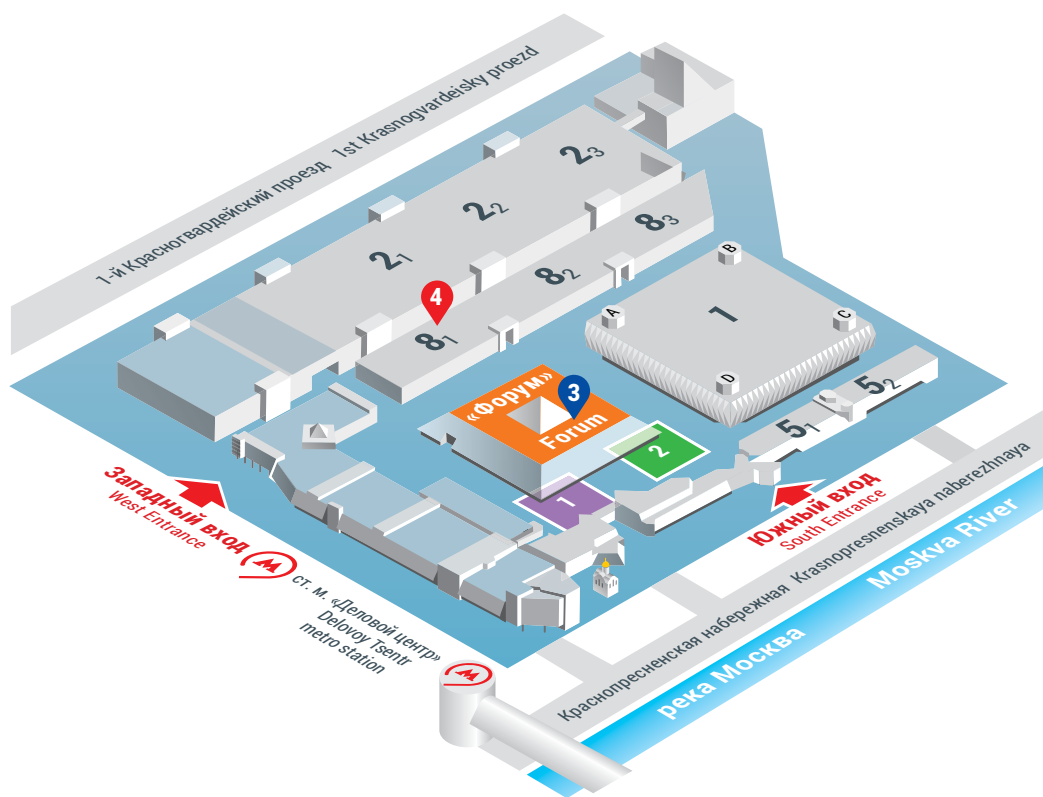 1-й Красногвардейский проезд 1st Krasnogvardeisky proezd
2₃
2₂
2₁
8₃
8₂
8₁
4
B
A
C
D
1
5₂
5₁
«Форум»
3
Forum
2
1
Западный вход
West Entrance
Южный вход
South Entrance
ст. м. «Деловой центр»
Delovoy Tsentr
metro station
Краснопресненская набережная Krasnopresnenskaya naberezhnaya
река Москва Moskva River